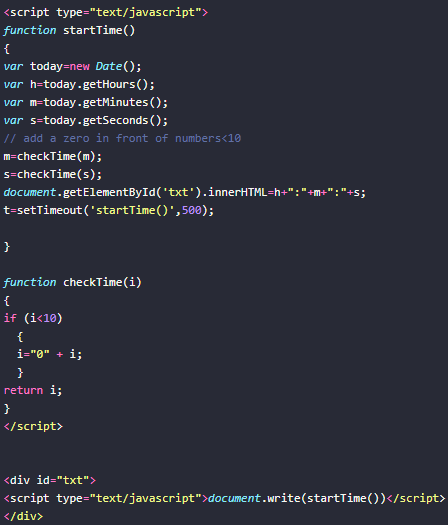 <script type="text/javascript">
function startTime()
{
var today=new Date();
var h=today.getHours();
var m=today.getMinutes();
var s=today.getSeconds();
// add a zero in front of numbers<10
m=checkTime(m);
s=checkTime(s);
document.getElementById('txt').innerHTML=h+":"+m+":"+s;
t=setTimeout('startTime()',500);

}

function checkTime(i)
{
if (i<10)
  {
  i="0" + i;
  }
return i;
}
</script>


<div id="txt">
<script type="text/javascript">document.write(startTime())</script>
</div>